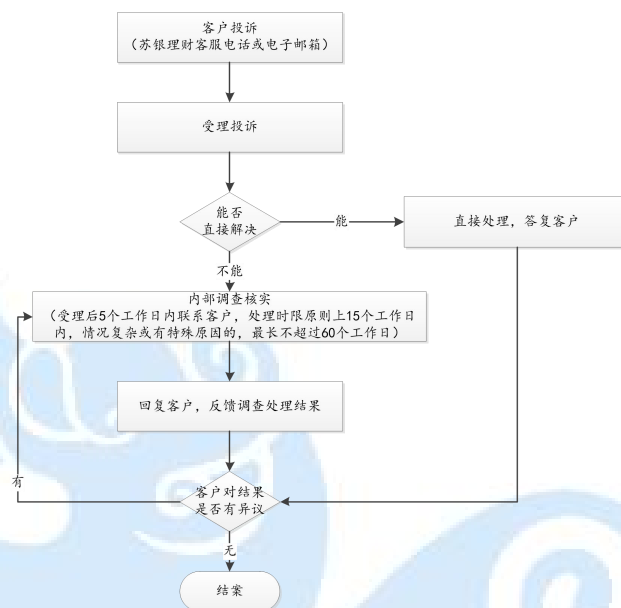 客户投诉
（苏银理财客服电话或电子邮箱）
受理投诉
能否
直接解决
能
直接处理，答复客户
不能
内部调查核实
（受理后5个工作日内联系客户，处理时限原则上15个工作日
内，情况复杂或有特殊原因的，最长不超过60个工作日）
回复客户，反馈调查处理结果
有
客户对结果
是否有异议
无
结案